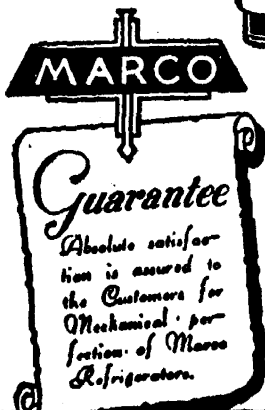 MARCO
Guarantee
Absolute satisfac-
tion is assured to
the Customers for
Mechanical · per-
fection · of Marco
Refrigerators.